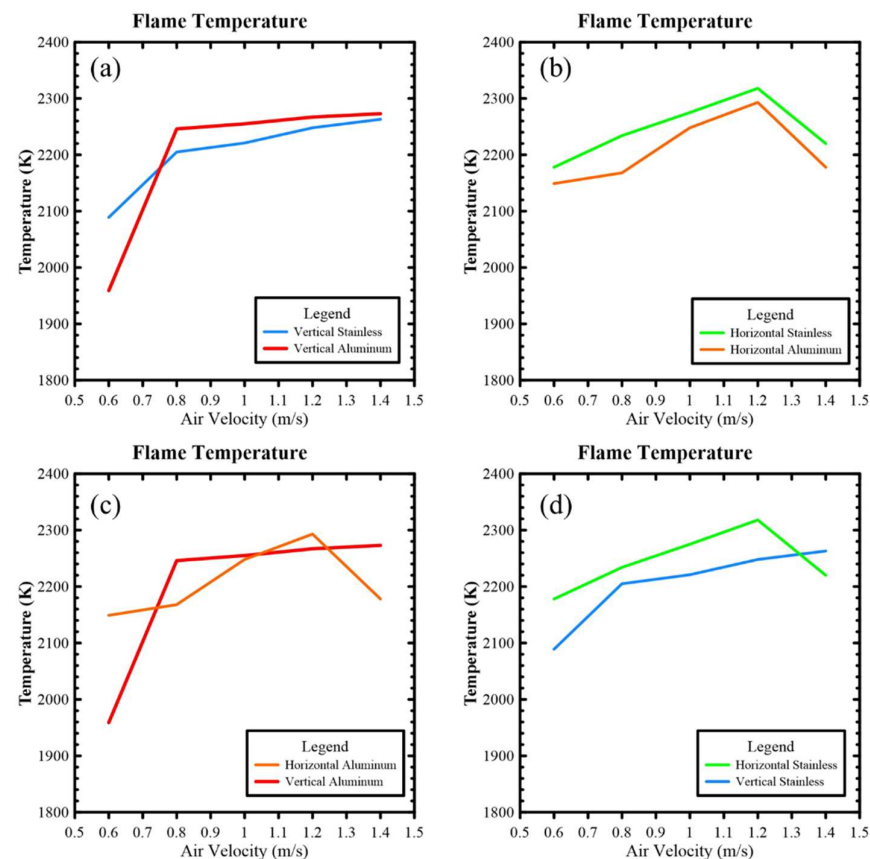 Flame Temperature
(a)
2400
2300
2200
2100
2000
1900
1800
Temperature (K)
Legend
Vertical Stainless
Vertical Aluminum
0.5 0.6 0.7 0.8 0.9 1 1.1 1.2 1.3 1.4 1.5
Air Velocity (m/s)
Flame Temperature
(b)
2400
2300
2200
2100
2000
1900
1800
Temperature (K)
Legend
Horizontal Stainless
Horizontal Aluminum
0.5 0.6 0.7 0.8 0.9 1 1.1 1.2 1.3 1.4 1.5
Air Velocity (m/s)
Flame Temperature
(c)
2400
2300
2200
2100
2000
1900
1800
Temperature (K)
Legend
Horizontal Aluminum
Vertical Aluminum
0.5 0.6 0.7 0.8 0.9 1 1.1 1.2 1.3 1.4 1.5
Air Velocity (m/s)
Flame Temperature
(d)
2400
2300
2200
2100
2000
1900
1800
Temperature (K)
Legend
Horizontal Stainless
Vertical Stainless
0.5 0.6 0.7 0.8 0.9 1 1.1 1.2 1.3 1.4 1.5
Air Velocity (m/s)